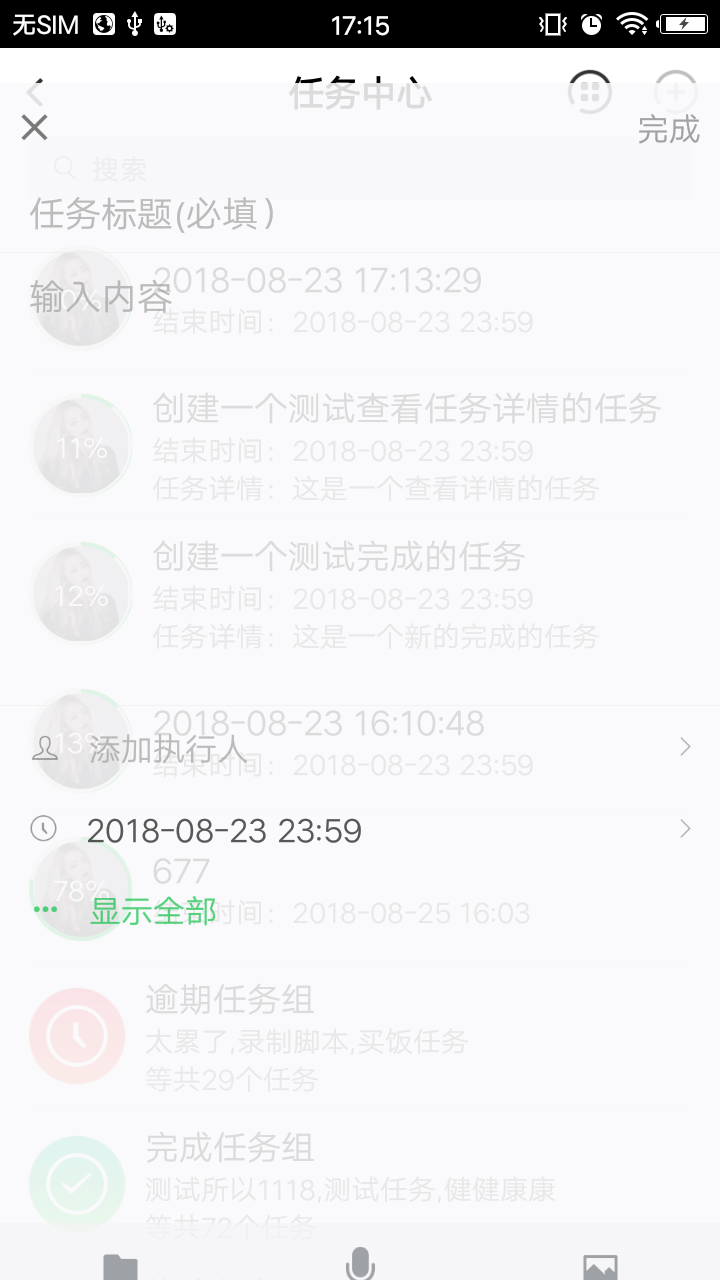 无SIM 17:15
任务中心
完成
搜索
任务标题(必填)
2018-08-23 17:13:29
输入内容
0%
结束时间：2018-08-23 23:59
创建一个测试查看任务详情的任务
11%
结束时间：2018-08-23 23:59
任务详情：这是一个查看详情的任务
创建一个测试完成的任务
12%
结束时间：2018-08-23 23:59
任务详情：这是一个新的完成的任务
2018-08-23 16:10:48
13%
添加执行人
结束时间：2018-08-23 23:59
2018-08-23 23:59
677
78%
显示全部
结束时间：2018-08-25 16:03
逾期任务组
太累了,录制脚本,买饭任务
等共29个任务
完成任务组
测试所以1118,测试任务,健健康康
等共72个任务